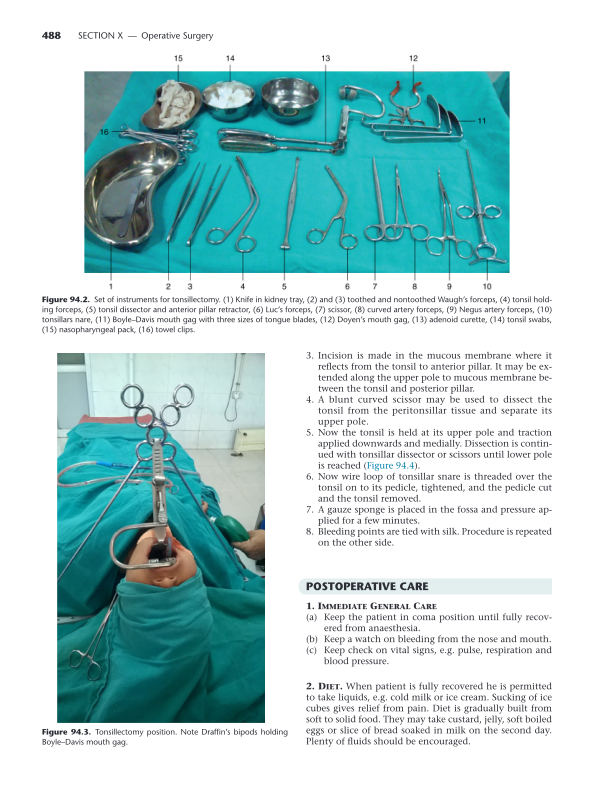 488 SECTION X — Operative Surgery
15 14 13 12
16
11
1 2 3 4 5 6 7 8 9 10
Figure 94.2. Set of instruments for tonsillectomy. (1) Knife in kidney tray, (2) and (3) toothed and nontoothed Waugh's forceps, (4) tonsil hold-
ing forceps, (5) tonsil dissector and anterior pillar retractor, (6) Luc's forceps, (7) scissor, (8) curved artery forceps, (9) Negus artery forceps, (10)
tonsillars nare, (11) Boyle–Davis mouth gag with three sizes of tongue blades, (12) Doyen's mouth gag, (13) adenoid curette, (14) tonsil swabs,
(15) nasopharyngeal pack, (16) towel clips.
Figure 94.3. Tonsillectomy position. Note Draffin's bipods holding
Boyle–Davis mouth gag.
3. Incision is made in the mucous membrane where it
reflects from the tonsil to anterior pillar. It may be ex-
tended along the upper pole to mucous membrane be-
tween the tonsil and posterior pillar.
4. A blunt curved scissor may be used to dissect the
tonsil from the peritonsillar tissue and separate its
upper pole.
5. Now the tonsil is held at its upper pole and traction
applied downwards and medially. Dissection is contin-
ued with tonsillar dissector or scissors until lower pole
is reached (Figure 94.4).
6. Now wire loop of tonsillar snare is threaded over the
tonsil on to its pedicle, tightened, and the pedicle cut
and the tonsil removed.
7. A gauze sponge is placed in the fossa and pressure ap-
plied for a few minutes.
8. Bleeding points are tied with silk. Procedure is repeated
on the other side.
POSTOPERATIVE CARE
1. IMMEDIATE GENERAL CARE
(a) Keep the patient in coma position until fully recov-
ered from anaesthesia.
(b) Keep a watch on bleeding from the nose and mouth.
(c) Keep check on vital signs, e.g. pulse, respiration and
blood pressure.
2. DIET. When patient is fully recovered he is permitted
to take liquids, e.g. cold milk or ice cream. Sucking of ice
cubes gives relief from pain. Diet is gradually built from
soft to solid food. They may take custard, jelly, soft boiled
eggs or slice of bread soaked in milk on the second day.
Plenty of fluids should be encouraged.